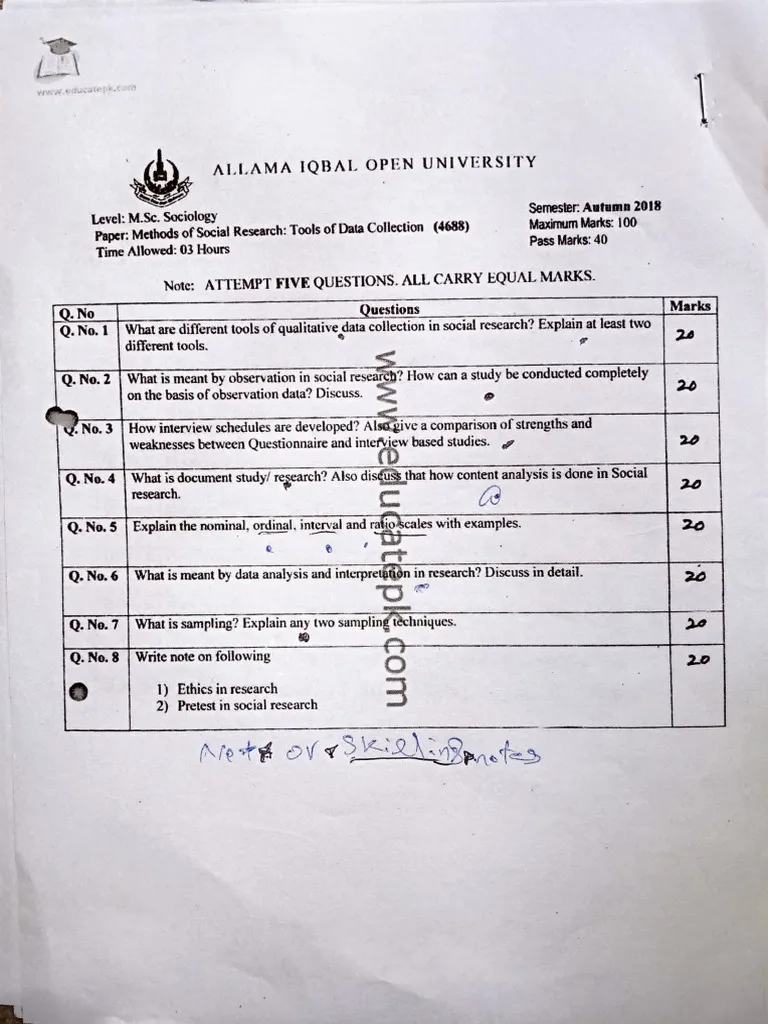 www.educatepk.com
ALLAMA IQBAL OPEN UNIVERSITY
Level: M.Sc. Sociology
Semester: Autumn 2018
Paper: Methods of Social Research: Tools of Data Collection (4688)
Maximum Marks: 100
Time Allowed: 03 Hours
Pass Marks: 40
Note: ATTEMPT FIVE QUESTIONS. ALL CARRY EQUAL MARKS.
Q. No Questions Marks
Q. No. 1 What are different tools of qualitative data collection in social research? Explain at least two 20
different tools.
Q. No. 2 What is meant by observation in social research? How can a study be conducted completely 20
on the basis of observation data? Discuss.
Q. No. 3 How interview schedules are developed? Also give a comparison of strengths and 20
weaknesses between Questionnaire and interview based studies.
Q. No. 4 What is document study/ research? Also discuss that how content analysis is done in Social 20
research.
Q. No. 5 Explain the nominal, ordinal, interval and ratio scales with examples. 20
Q. No. 6 What is meant by data analysis and interpretation in research? Discuss in detail. 20
Q. No. 7 What is sampling? Explain any two sampling techniques. 20
Q. No. 8 Write note on following 20
1) Ethics in research
2) Pretest in social research
www.educatepk.com
notes